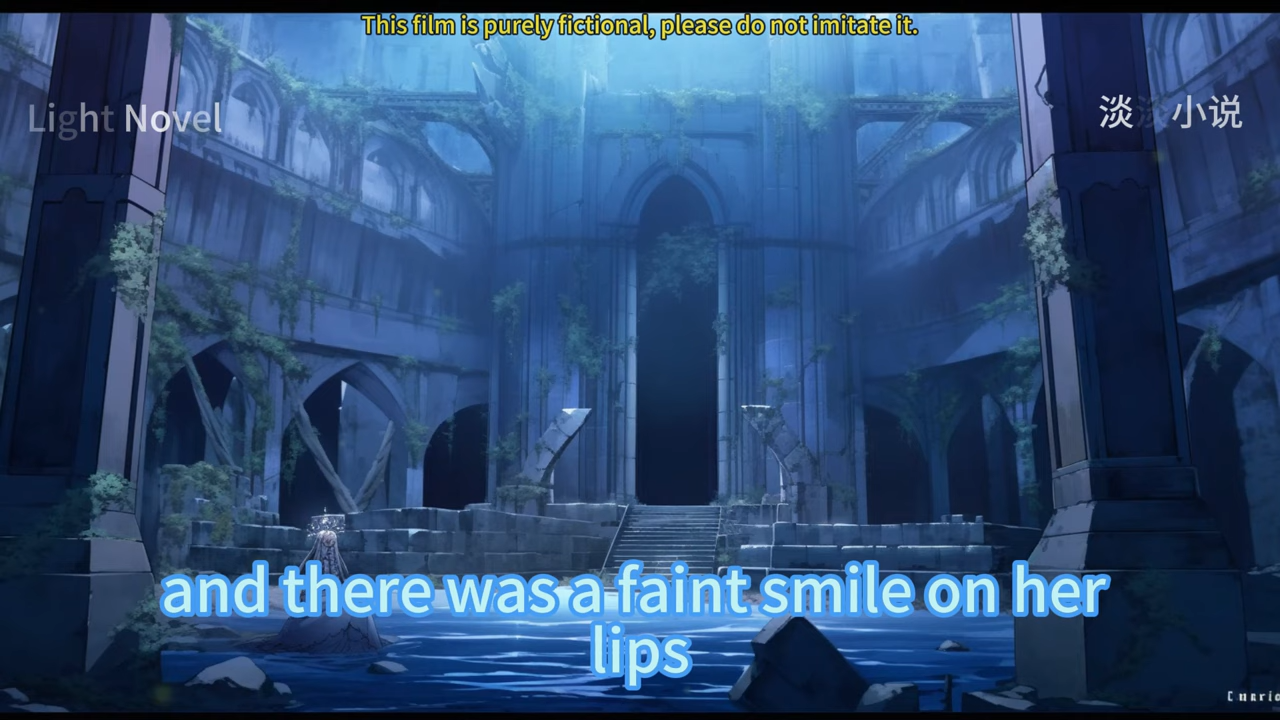 This film is purely fictional, please do not imitate it.
Light Novel
淡淡小说
and there was a faint smile on her
lips